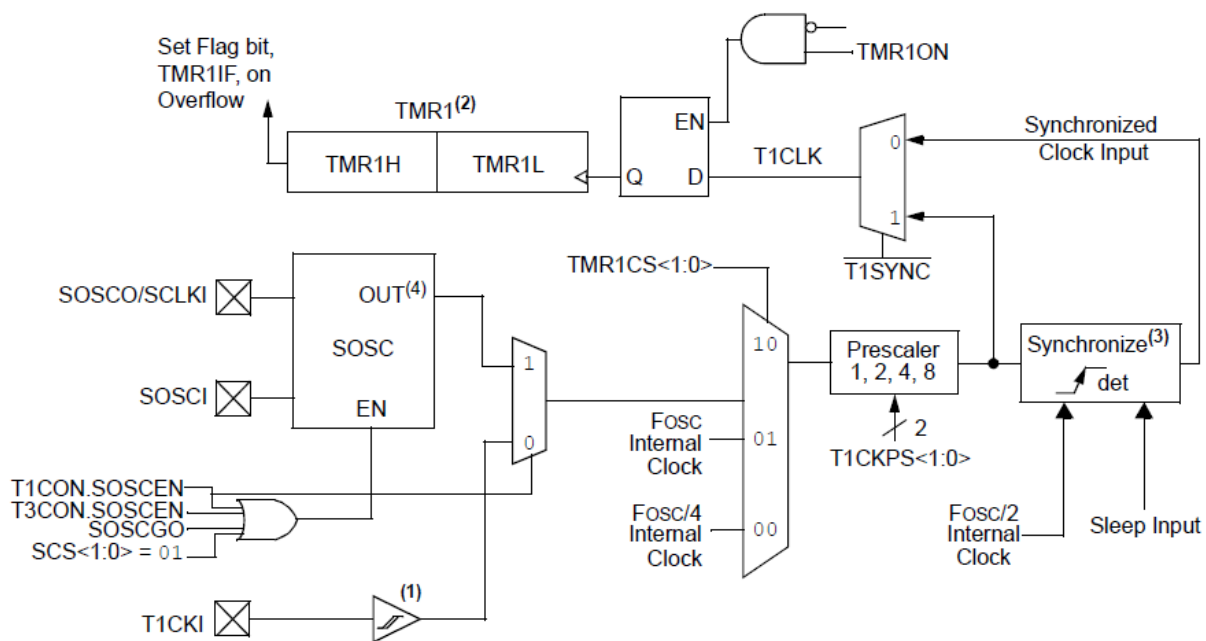 Set Flag bit,
TMR1IF, on
Overflow
TMR1(2)
TMR1H
TMR1L
EN
Q
D
TMR1ON
T1CLK
0
1
Synchronized
Clock Input
T1SYNC
SOSCO/SCLKI
OUT(4)
SOSC
SOSCI
EN
1
0
TMR1CS<1:0>
10
01
00
FOSC
Internal
Clock
FOSC/4
Internal
Clock
Prescaler
1, 2, 4, 8
2
T1CKPS<1:0>
Synchronize(3)
det
FOSC/2
Internal
Clock
Sleep Input
T1CON.SOSCEN
T3CON.SOSCEN
SOSCGO
SCS<1:0> = 01
(1)
T1CKI